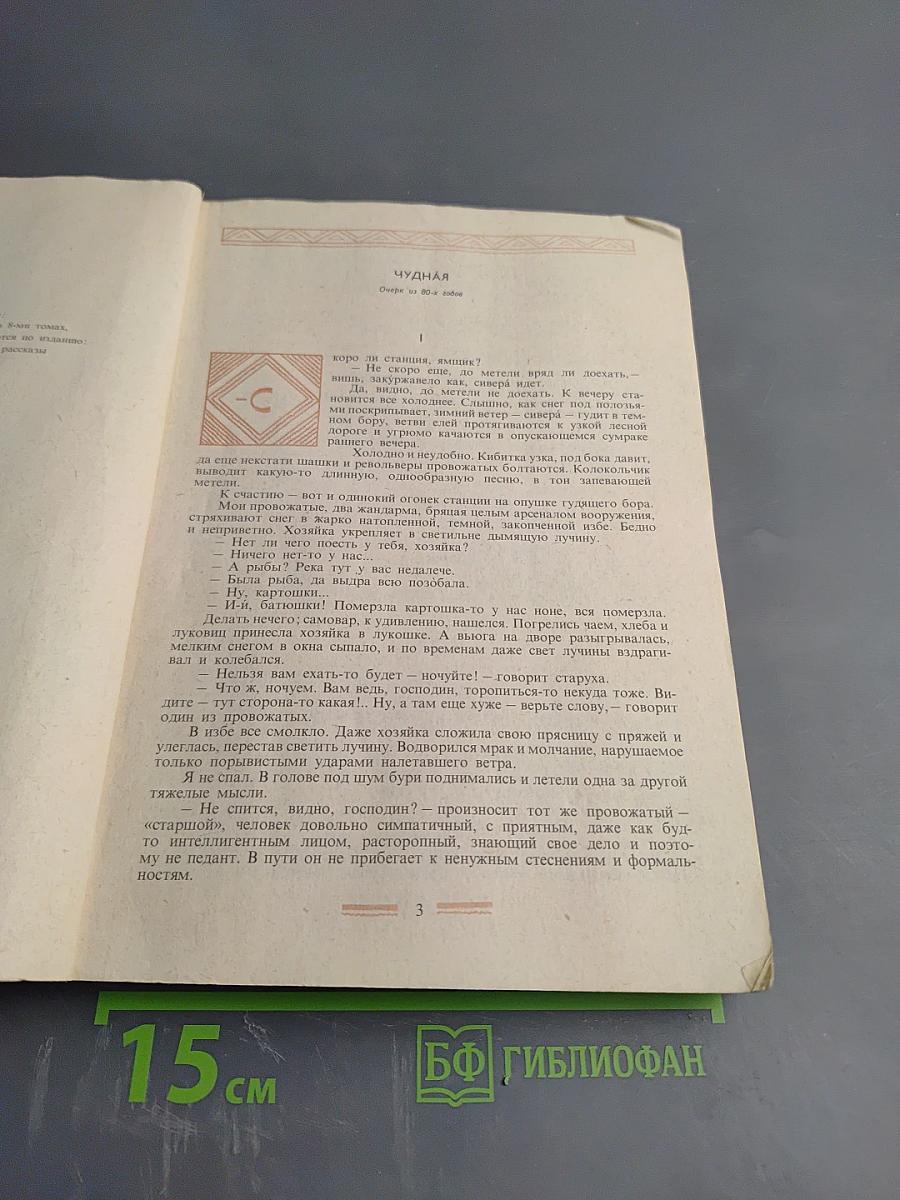 :
8-ми томах,
тся по изданию:
рассказы
ЧУДНА́Я
Очерк из 80-х годов
I
–С
коро ли станция, ямщик?
– Не скоро еще, до метели вряд ли доехать,–
вишь, закуржавело как, сивера́ идет.
Да, видно, до метели не доехать. К вечеру ста-
новится все холоднее. Слышно, как снег под полозья-
ми поскрипывает, зимний ветер – сивера́ – гудит в тем-
ном бору, ветви елей протягиваются к узкой лесной
дороге и угрюмо качаются в опускающемся сумраке
раннего вечера.
Холодно и неудобно. Кибитка узка, под бока давит,
да еще некстати шашки и револьверы провожатых болтаются. Колокольчик
выводит какую-то длинную, однообразную песню, в тон запевающей
метели.
К счастию – вот и одинокий огонек станции на опушке гудящего бора.
Мои провожатые, два жандарма, бряцая целым арсеналом вооружения,
стряхивают снег в жарко натопленной, темной, закопченной избе. Бедно
и неприветно. Хозяйка укрепляет в светильне дымящую лучину.
– Нет ли чего поесть у тебя, хозяйка?
– Ничего нет-то у нас...
– А рыбы? Река тут у вас недалече.
– Была рыба, да выдра всю позо́бала.
– Ну, картошки...
– И-и́, батюшки! Померзла картошка-то у нас ноне, вся померзла.
Делать нечего; самовар, к удивлению, нашелся. Погрелись чаем, хлеба и
луковиц принесла хозяйка в лукошке. А вьюга на дворе разыгрывалась,
мелким снегом в окна сыпало, и по временам даже свет лучины вздраги-
вал и колебался.
– Нельзя вам ехать-то будет – ночуйте! – говорит старуха.
– Что ж, ночуем. Вам ведь, господин, торопиться-то некуда тоже. Ви-
дите – тут сторона-то какая!.. Ну, а там еще хуже – верьте слову,– говорит
один из провожатых.
В избе все смолкло. Даже хозяйка сложила свою прясницу с пряжей и
улеглась, перестав светить лучину. Водворился мрак и молчание, нарушаемое
только порывистыми ударами налетавшего ветра.
Я не спал. В голове под шум бури поднимались и летели одна за другой
тяжелые мысли.
– Не спится, видно, господин? – произносит тот же провожатый –
«старшой», человек довольно симпатичный, с приятным, даже как буд-
то интеллигентным лицом, расторопный, знающий свое дело и поэто-
му не педант. В пути он не прибегает к ненужным стеснениям и формаль-
ностям.
3
15 см
БФ ГИБЛИОФАН